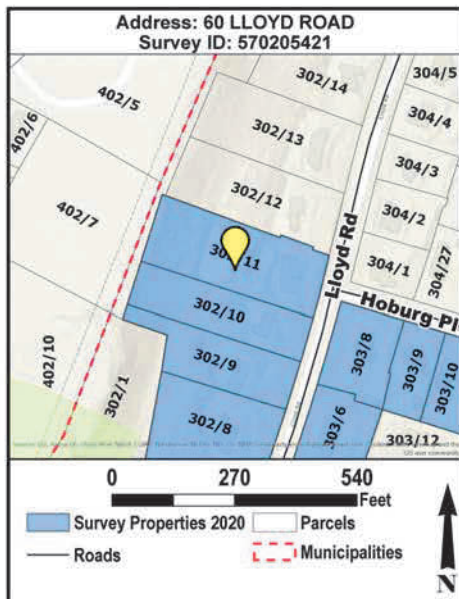 Address: 60 LLOYD ROAD
Survey ID: 570205421
302/14
304/5
402/5
304/4
402/6
302/13
304/3
302/12
304/2
402/7
304/1
304/27
302/11
Lloyd Rd
Hoburg Pl
302/10
303/8
303/9
303/10
302/9
402/10
302/1
302/8
303/6
303/12
0 270 540
Feet
Survey Properties 2020
Parcels
Roads
Municipalities
N